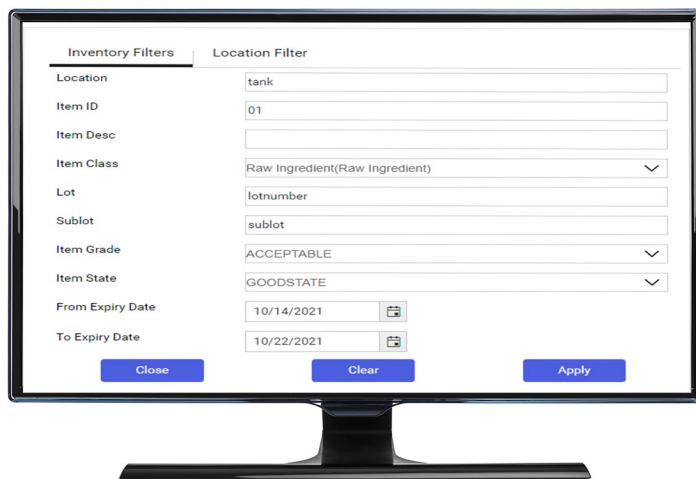 Inventory Filters Location Filter
Location tank
Item ID 01
Item Desc
Item Class Raw Ingredient(Raw Ingredient)
Lot lotnumber
Sublot sublot
Item Grade ACCEPTABLE
Item State GOODSTATE
From Expiry Date 10/14/2021
To Expiry Date 10/22/2021
Close Clear Apply